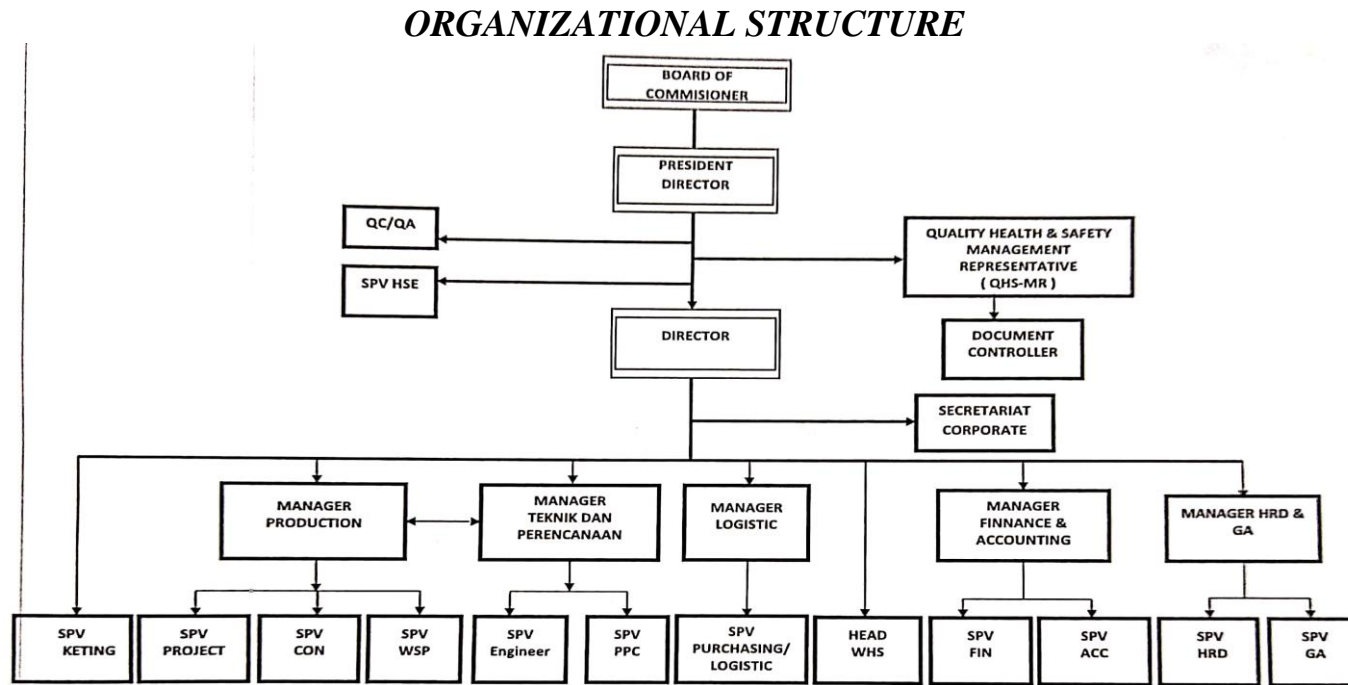 ORGANIZATIONAL STRUCTURE
BOARD OF
COMMISIONER
PRESIDENT
DIRECTOR
QC/QA
QUALITY HEALTH & SAFETY
MANAGEMENT
REPRESENTATIVE
( QHS-MR )
SPV HSE
DIRECTOR
DOCUMENT
CONTROLLER
SECRETARIAT
CORPORATE
MANAGER
PRODUCTION
MANAGER
TEKNIK DAN
PERENCANAAN
MANAGER
LOGISTIC
MANAGER
FINNANCE &
ACCOUNTING
MANAGER HRD &
GA
SPV
KETING
SPV
PROJECT
SPV
CON
SPV
WSP
SPV
Engineer
SPV
PPC
SPV
PURCHASING/
LOGISTIC
HEAD
WHS
SPV
FIN
SPV
ACC
SPV
HRD
SPV
GA